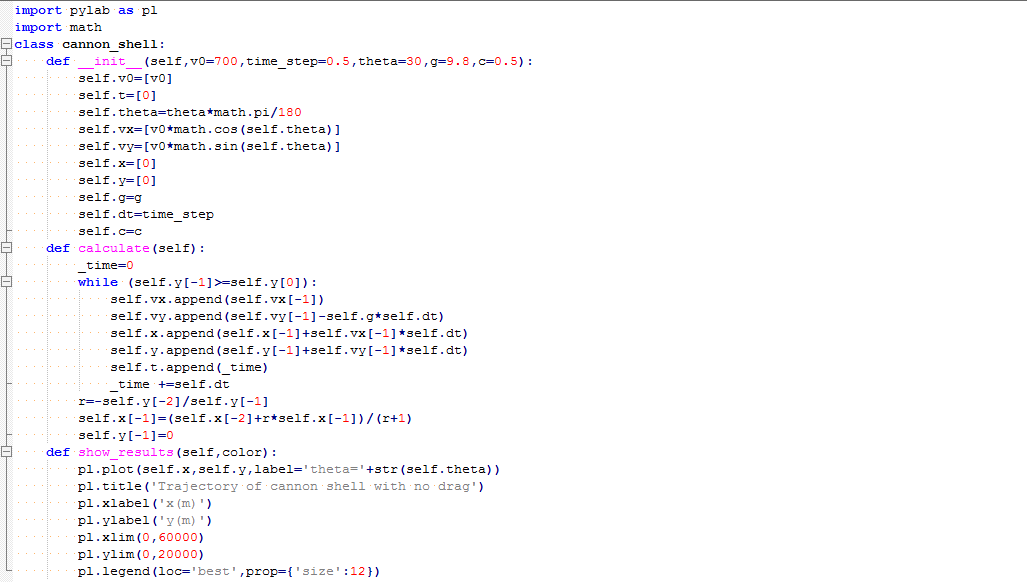 import pylab as pl
import math
class cannon_shell:
    def __init__(self,v0=700,time_step=0.5,theta=30,g=9.8,c=0.5):
        self.v0=[v0]
        self.t=[0]
        self.theta=theta*math.pi/180
        self.vx=[v0*math.cos(self.theta)]
        self.vy=[v0*math.sin(self.theta)]
        self.x=[0]
        self.y=[0]
        self.g=g
        self.dt=time_step
        self.c=c
    def calculate(self):
        _time=0
        while (self.y[-1]>=self.y[0]):
            self.vx.append(self.vx[-1])
            self.vy.append(self.vy[-1]-self.g*self.dt)
            self.x.append(self.x[-1]+self.vx[-1]*self.dt)
            self.y.append(self.y[-1]+self.vy[-1]*self.dt)
            self.t.append(_time)
            _time +=self.dt
        r=-self.y[-2]/self.y[-1]
        self.x[-1]=(self.x[-2]+r*self.x[-1])/(r+1)
        self.y[-1]=0
    def show_results(self,color):
        pl.plot(self.x,self.y,label='theta='+str(self.theta))
        pl.title('Trajectory of cannon shell with no drag')
        pl.xlabel('x(m)')
        pl.ylabel('y(m)')
        pl.xlim(0,60000)
        pl.ylim(0,20000)
        pl.legend(loc='best',prop={'size':12})